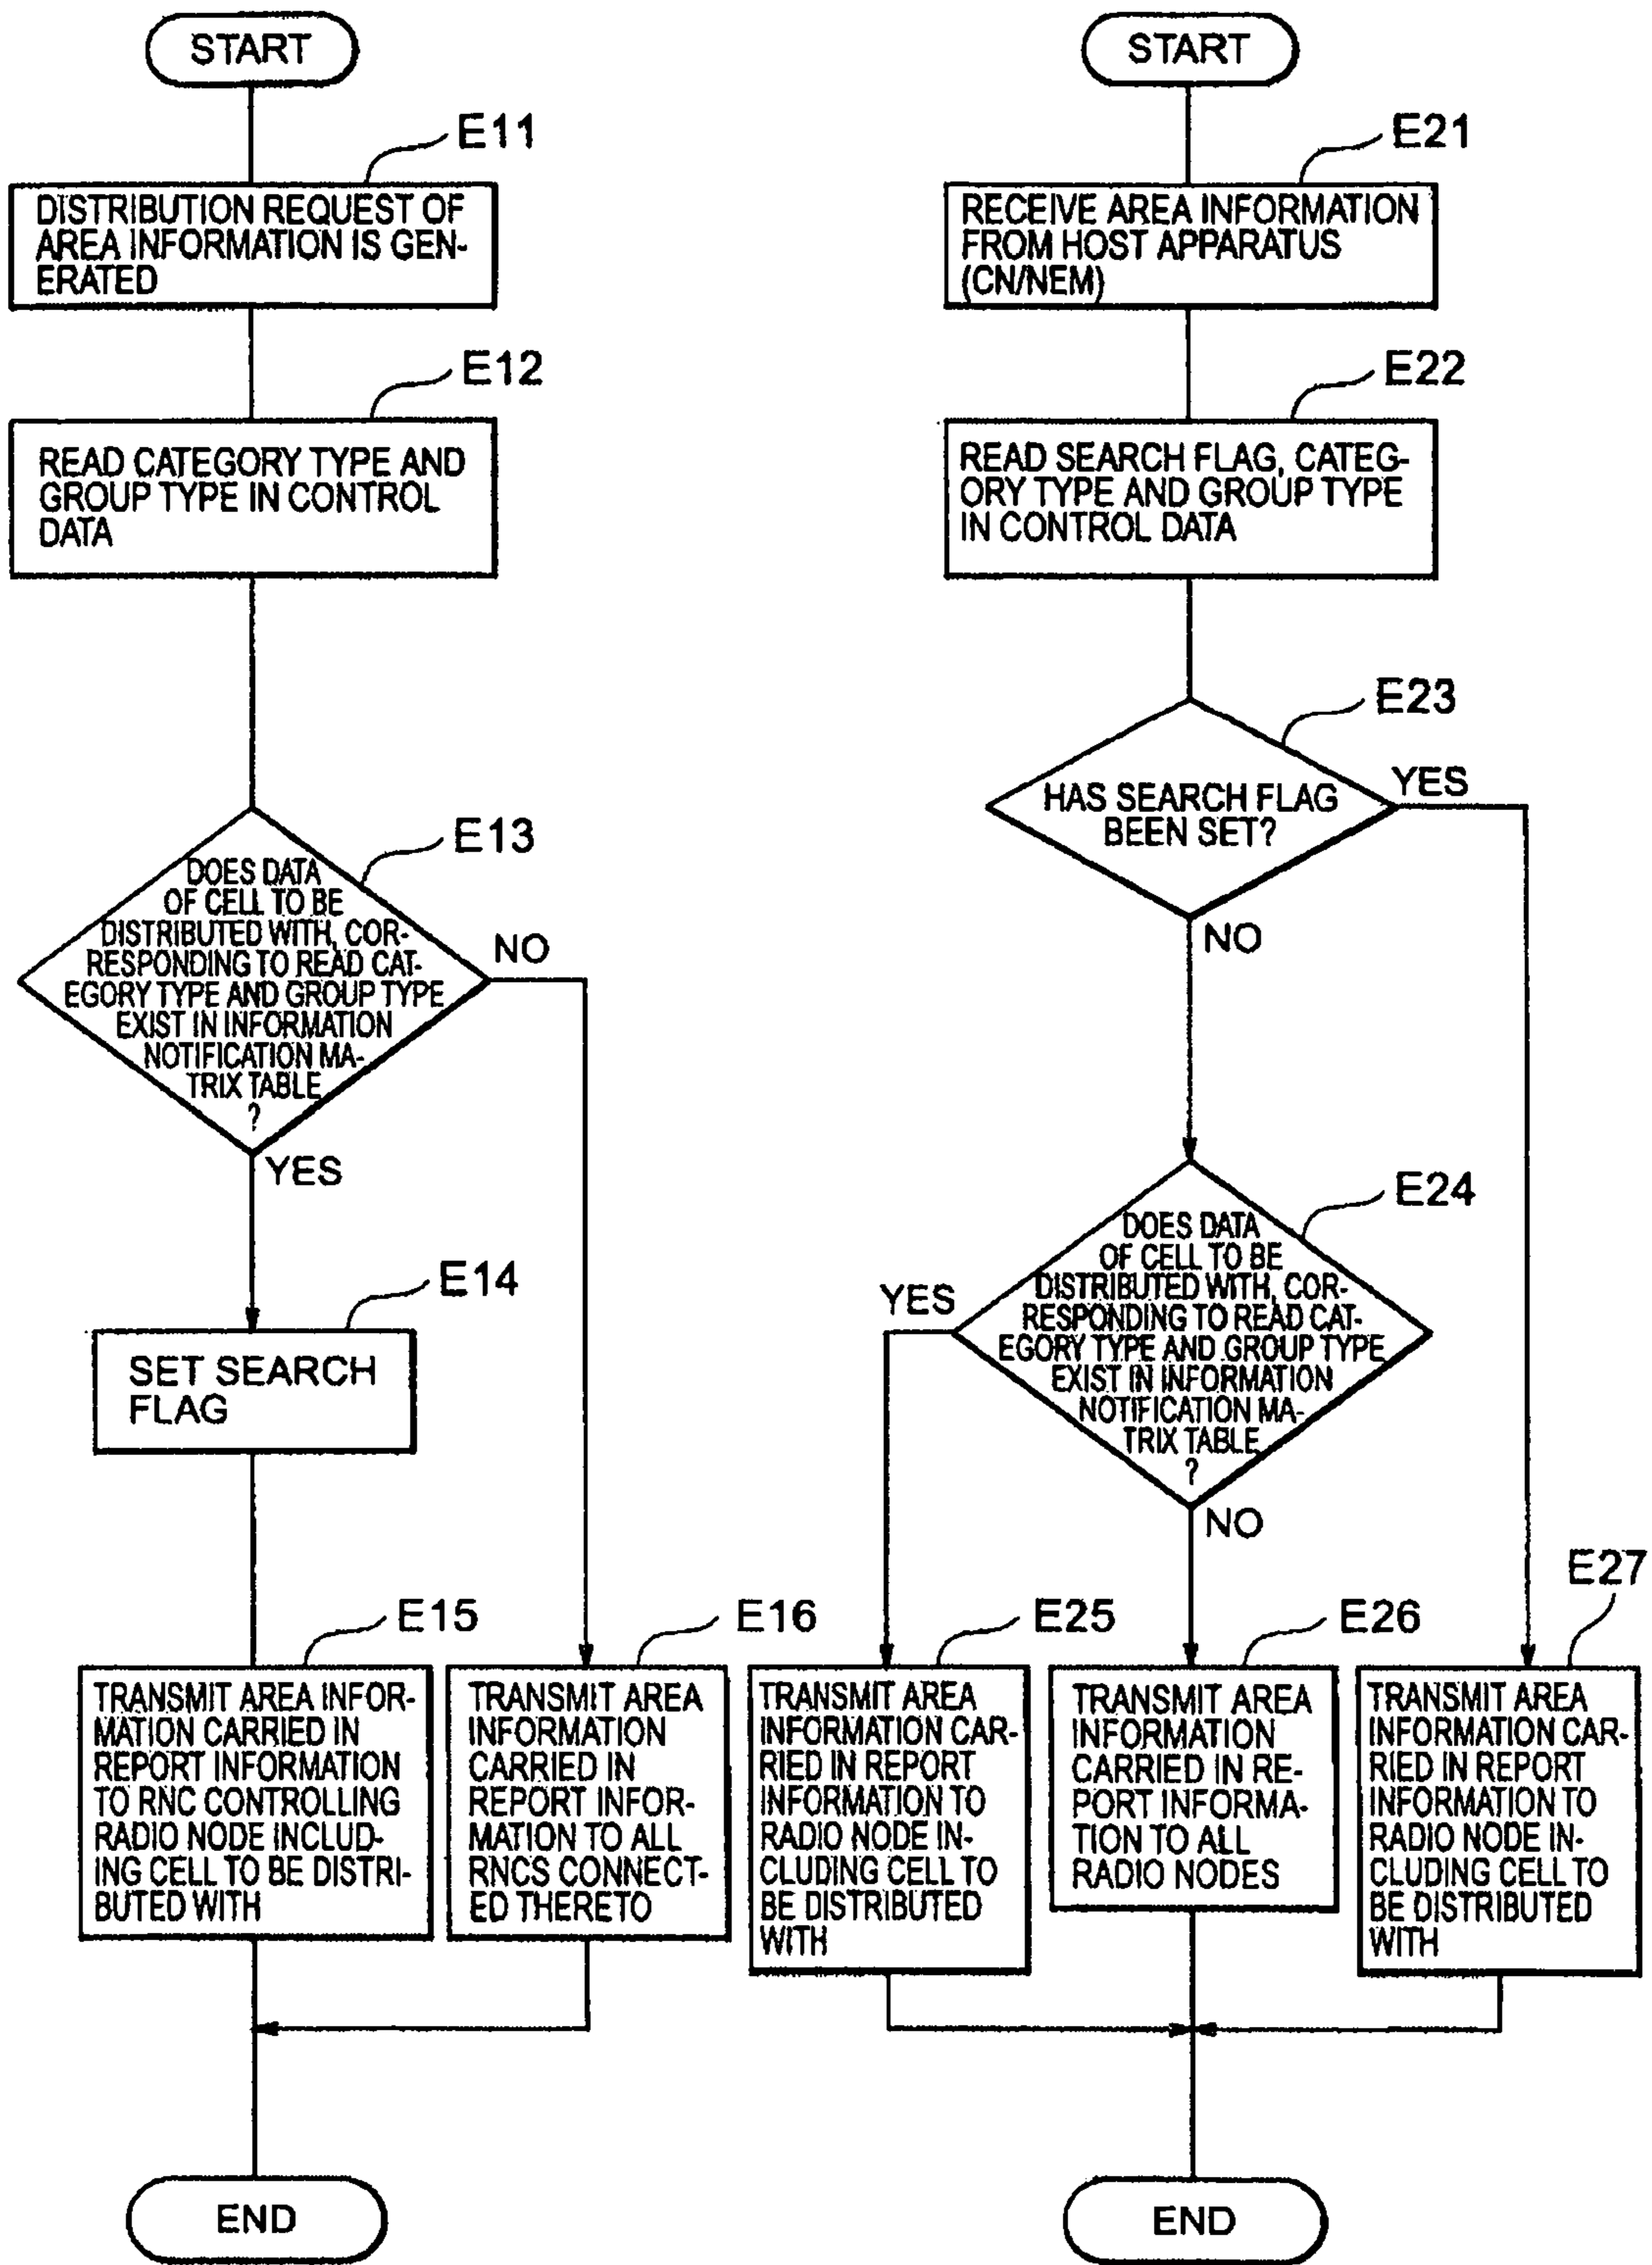 START
E11
DISTRIBUTION REQUEST OF
AREA INFORMATION IS GEN-
ERATED
E12
READ CATEGORY TYPE AND
GROUP TYPE IN CONTROL
DATA
E13
DOES DATA
OF CELL TO BE
DISTRIBUTED WITH, COR-
RESPONDING TO READ CAT-
EGORY TYPE AND GROUP TYPE
EXIST IN INFORMATION
NOTIFICATION MA-
TRIX TABLE
?
NO
YES
E14
SET SEARCH
FLAG
E15
TRANSMIT AREA INFOR-
MATION CARRIED IN
REPORT INFORMATION
TO RNC CONTROLLING
RADIO NODE INCLUD-
ING CELL TO BE DISTRI-
BUTED WITH
E16
TRANSMIT AREA
INFORMATION
CARRIED IN
REPORT INFOR-
MATION TO ALL
RNCS CONNECT-
ED THERETO
END
START
E21
RECEIVE AREA INFORMATION
FROM HOST APPARATUS
(CN/NEM)
E22
READ SEARCH FLAG, CATEG-
ORY TYPE AND GROUP TYPE
IN CONTROL DATA
E23
HAS SEARCH FLAG
BEEN SET?
YES
NO
E24
DOES DATA
OF CELL TO BE
DISTRIBUTED WITH, COR-
RESPONDING TO READ CAT-
EGORY TYPE AND GROUP TYPE
EXIST IN INFORMATION
NOTIFICATION MA-
TRIX TABLE
?
YES
NO
E25
TRANSMIT AREA
INFORMATION CAR-
RIED IN REPORT
INFORMATION TO
RADIO NODE IN-
CLUDING CELL TO
BE DISTRIBUTED
WITH
E26
TRANSMIT AREA
INFORMATION
CARRIED IN RE-
PORT INFORMA-
TION TO ALL
RADIO NODES
E27
TRANSMIT AREA
INFORMATION CAR-
RIED IN REPORT
INFORMATION TO
RADIO NODE IN-
CLUDING CELL TO
BE DISTRIBUTED
WITH
END